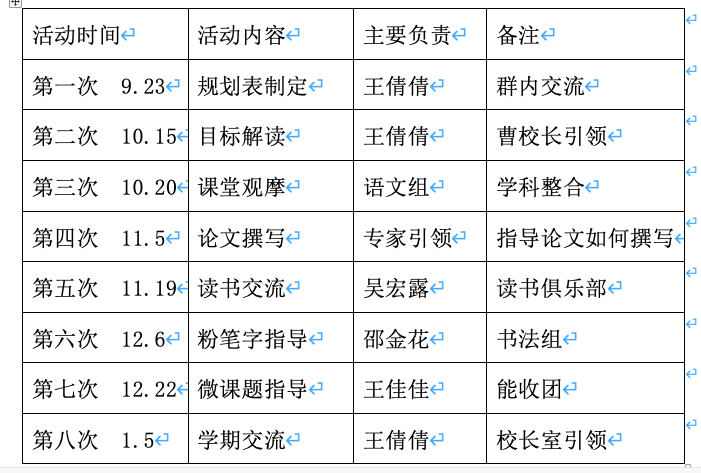 活动时间 活动内容 主要负责 备注
第一次 9.23 规划表制定 王倩倩 群内交流
第二次 10.15 目标解读 王倩倩 曹校长引领
第三次 10.20 课堂观摩 语文组 学科整合
第四次 11.5 论文撰写 专家引领 指导论文如何撰写
第五次 11.19 读书交流 吴宏露 读书俱乐部
第六次 12.6 粉笔字指导 邵金花 书法组
第七次 12.22 微课题指导 王佳佳 能收团
第八次 1.5 学期交流 王倩倩 校长室引领